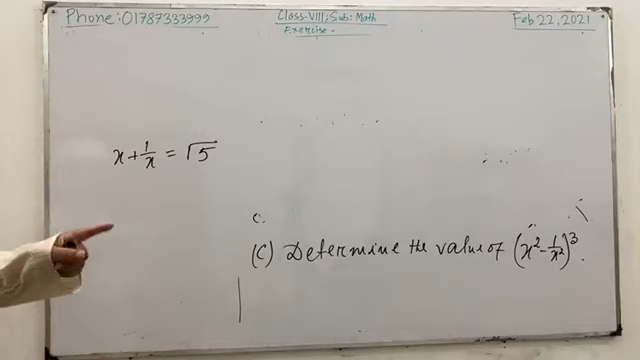 Phone: 01787333999
Class-VIII; Sub: Math
Exercise-
Feb 22, 2021
x + 1/x = √5
c.
(c) Determine the value of (x² - 1/x²)³.